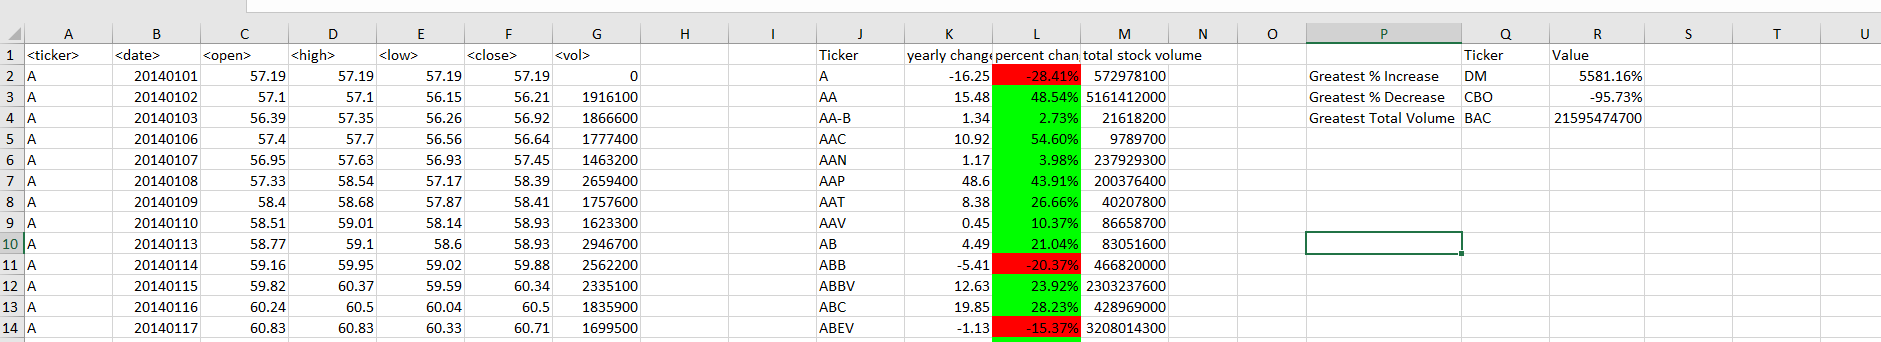 A B C D E F G H I J K L M N O P Q R S T U
1 <ticker> <date> <open> <high> <low> <close> <vol> Ticker yearly change percent chan total stock volume Ticker Value
2 A 20140101 57.19 57.19 57.19 57.19 0 A -16.25 -28.41% 572978100 Greatest % Increase DM 5581.16%
3 A 20140102 57.1 57.1 56.15 56.21 1916100 AA 15.48 48.54% 5161412000 Greatest % Decrease CBO -95.73%
4 A 20140103 56.39 57.35 56.26 56.92 1866600 AA-B 1.34 2.73% 21618200 Greatest Total Volume BAC 21595474700
5 A 20140106 57.4 57.7 56.56 56.64 1777400 AAC 10.92 54.60% 9789700
6 A 20140107 56.95 57.63 56.93 57.45 1463200 AAN 1.17 3.98% 237929300
7 A 20140108 57.33 58.54 57.17 58.39 2659400 AAP 48.6 43.91% 200376400
8 A 20140109 58.4 58.68 57.87 58.41 1757600 AAT 8.38 26.66% 40207800
9 A 20140110 58.51 59.01 58.14 58.93 1623300 AAV 0.45 10.37% 86658700
10 A 20140113 58.77 59.1 58.6 58.93 2946700 AB 4.49 21.04% 83051600
11 A 20140114 59.16 59.95 59.02 59.88 2562200 ABB -5.41 -20.37% 466820000
12 A 20140115 59.82 60.37 59.59 60.34 2335100 ABBV 12.63 23.92% 2303237600
13 A 20140116 60.24 60.5 60.04 60.5 1835900 ABC 19.85 28.23% 428969000
14 A 20140117 60.83 60.83 60.33 60.71 1699500 ABEV -1.13 -15.37% 3208014300